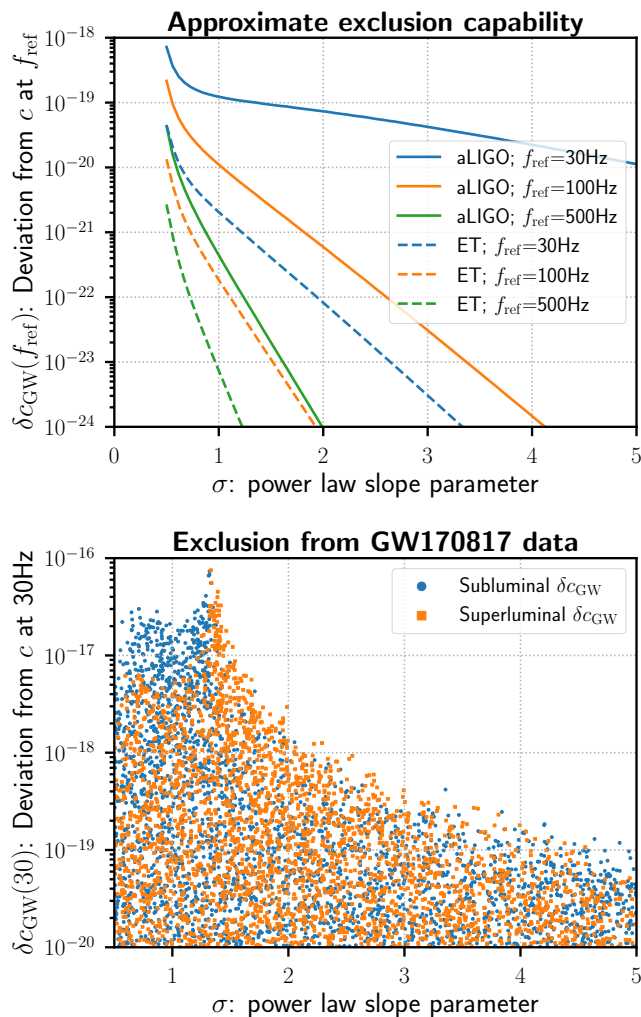 Approximate exclusion capability
δc_GW(f_ref): Deviation from c at f_ref
10^−18
10^−19
10^−20
10^−21
10^−22
10^−23
10^−24
aLIGO; f_ref=30Hz
aLIGO; f_ref=100Hz
aLIGO; f_ref=500Hz
ET; f_ref=30Hz
ET; f_ref=100Hz
ET; f_ref=500Hz
0 1 2 3 4 5
σ: power law slope parameter
Exclusion from GW170817 data
δc_GW(30): Deviation from c at 30Hz
10^−16
10^−17
10^−18
10^−19
10^−20
Subluminal δc_GW
Superluminal δc_GW
1 2 3 4 5
σ: power law slope parameter